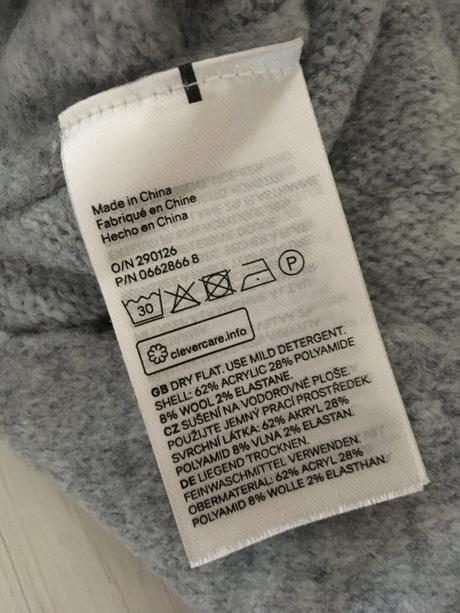 Made in China
Fabriqué en Chine
Hecho en China
O/N 290126
P/N 0662866 8
30
P
clevercare.info
GB DRY FLAT. USE MILD DETERGENT.
SHELL: 62% ACRYLIC 28% POLYAMIDE
8% WOOL 2% ELASTANE.
CZ SUŠENÍ NA VODOROVNÉ PLOŠE.
POUŽIJTE JEMNÝ PRACÍ PROSTŘEDEK.
SVRCHNÍ LÁTKA: 62% AKRYL 28%
POLYAMID 8% VLNA 2% ELASTAN.
DE LIEGEND TROCKNEN.
FEINWASCHMITTEL VERWENDEN.
OBERMATERIAL: 62% ACRYL 28%
POLYAMID 8% WOLLE 2% ELASTHAN.